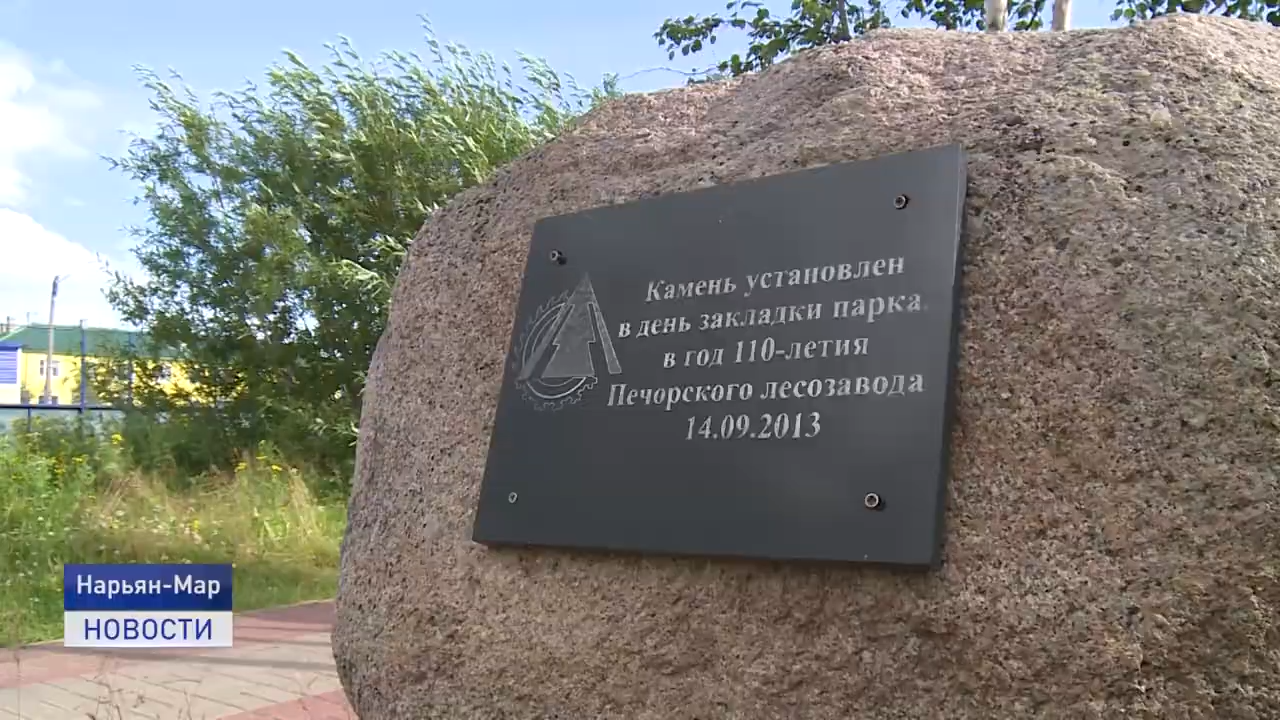 Камень установлен
в день закладки парка
в год 110-летия
Печорского лесозавода
14.09.2013
Нарьян-Мар
НОВОСТИ